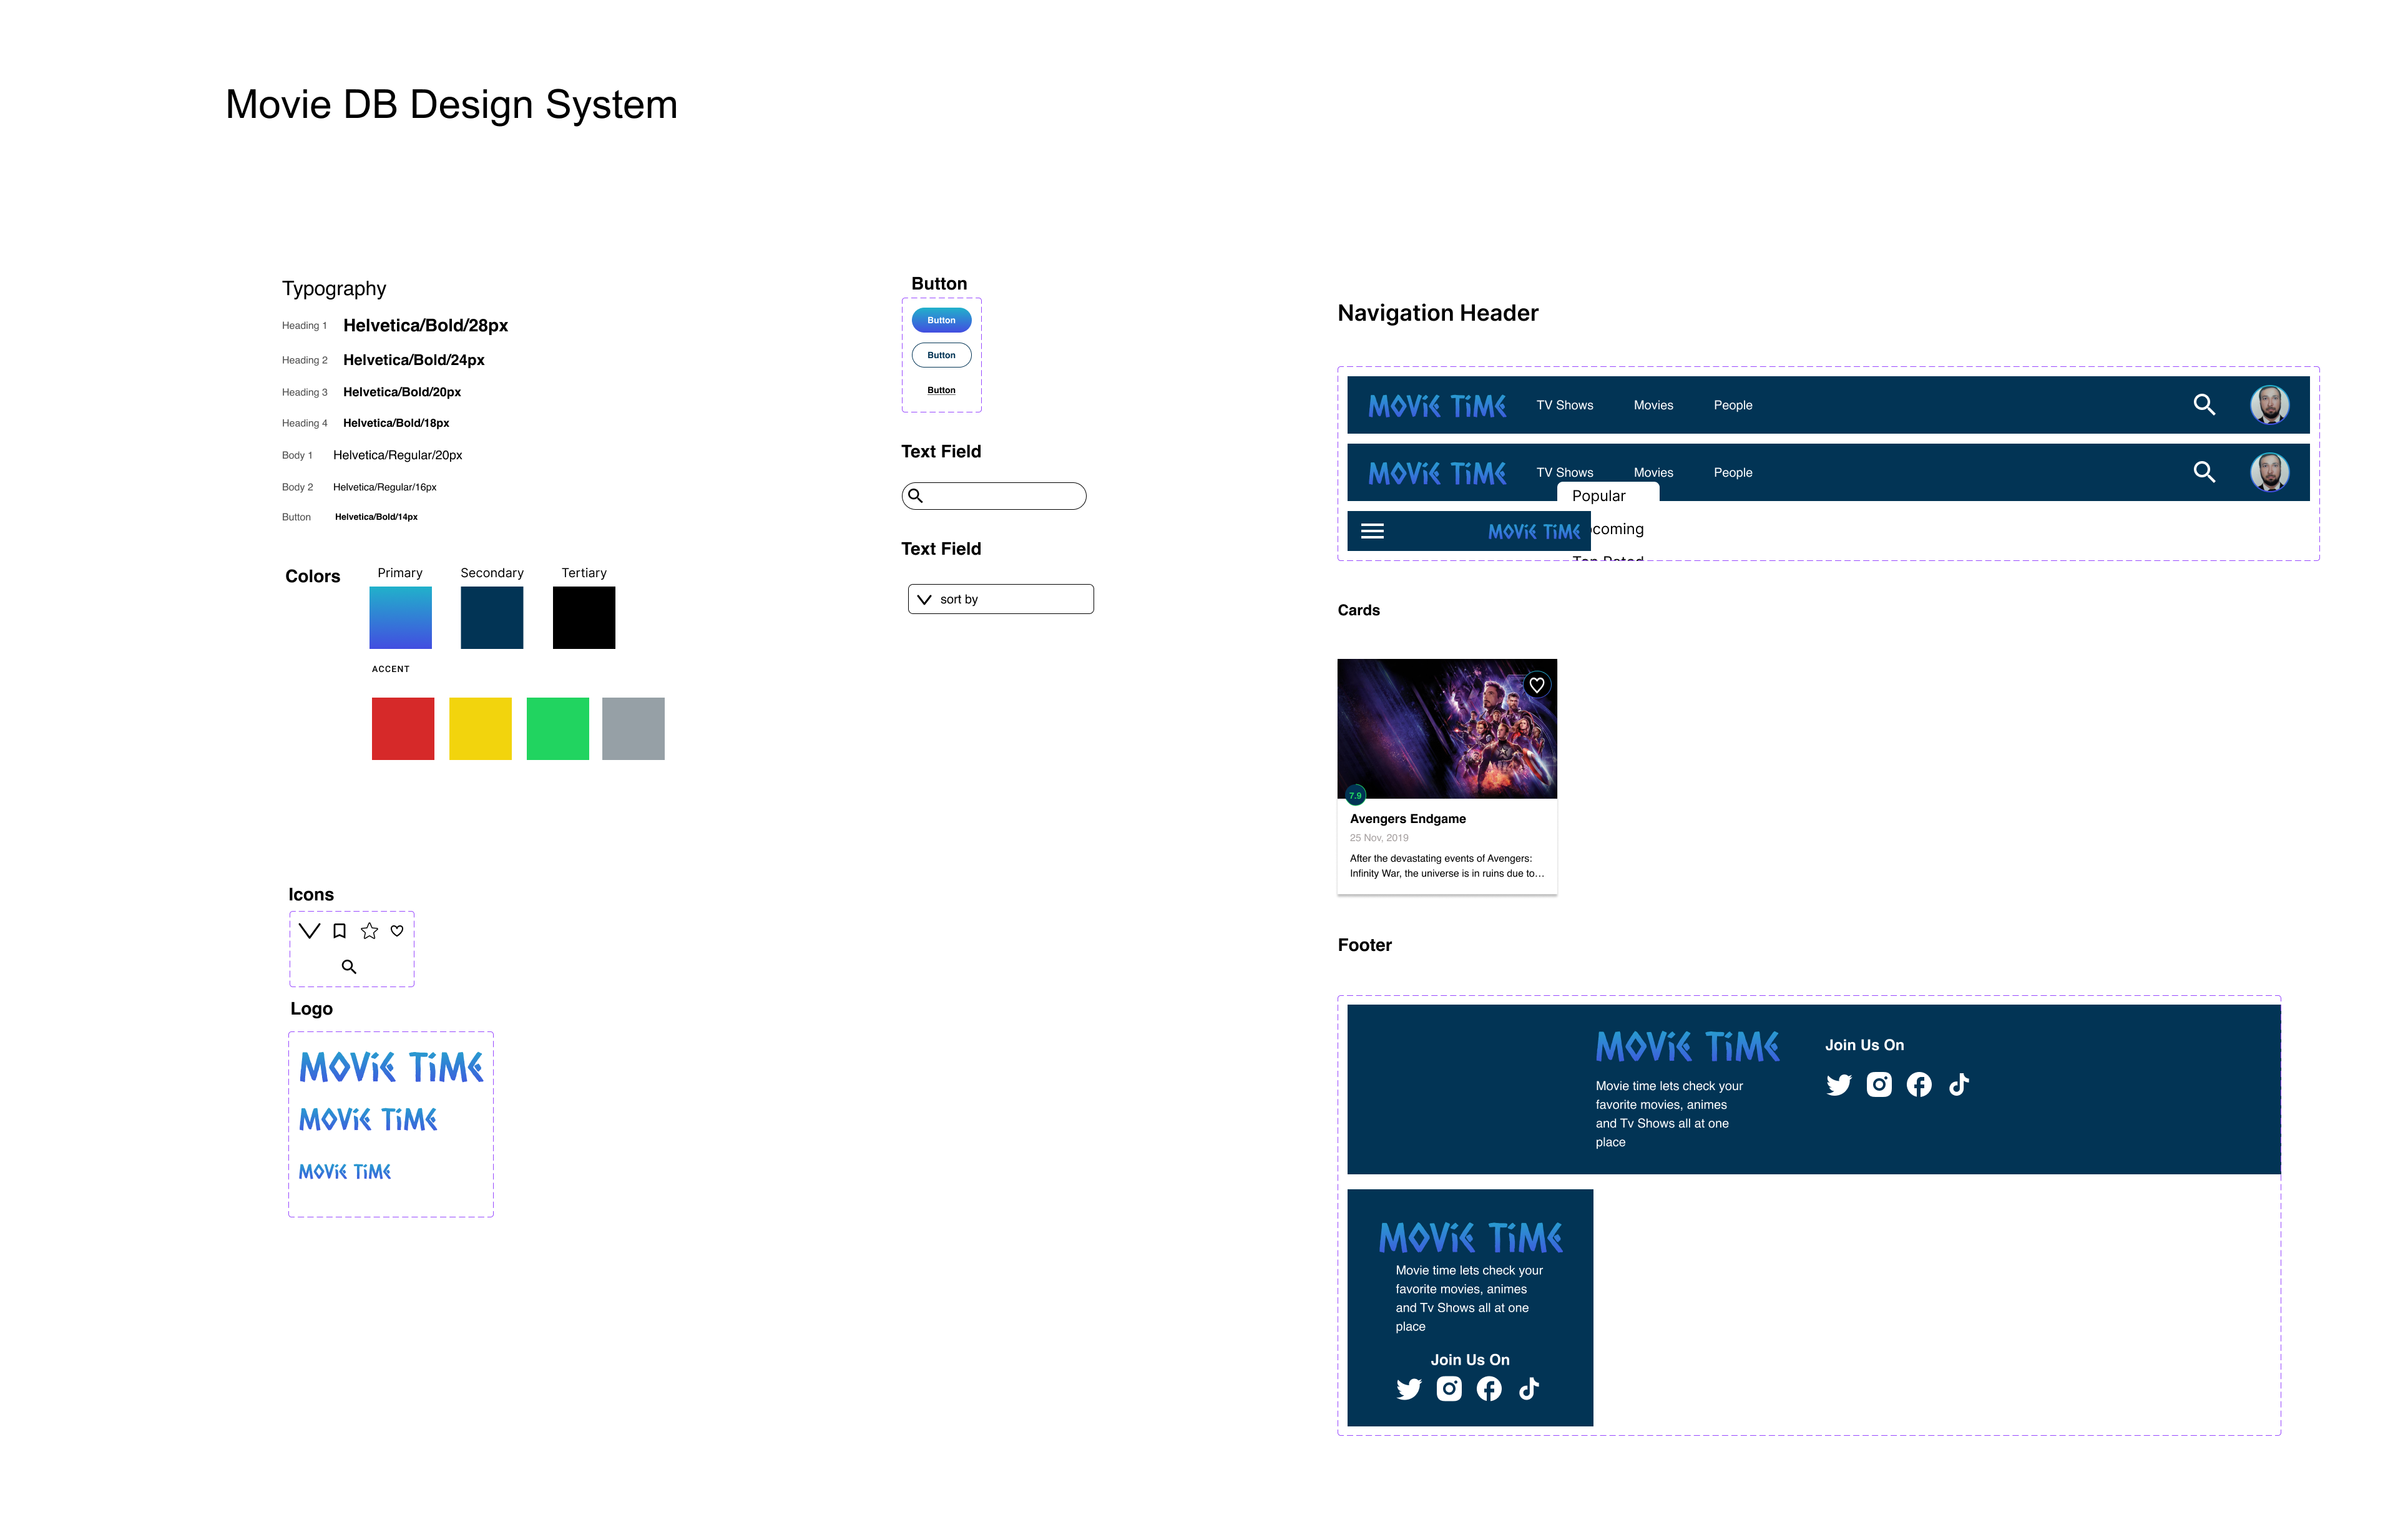 Movie DB Design System
Typography
Heading 1 Helvetica/Bold/28px
Heading 2 Helvetica/Bold/24px
Heading 3 Helvetica/Bold/20px
Heading 4 Helvetica/Bold/18px
Body 1 Helvetica/Regular/20px
Body 2 Helvetica/Regular/16px
Button Helvetica/Bold/14px
Colors
Primary Secondary Tertiary
ACCENT
Icons
Logo
MOViE TiME
MOViE TiME
MOViE TiME
Button
Button
Button
Button
Text Field
Text Field
sort by
Navigation Header
MOViE TiME TV Shows Movies People
MOViE TiME TV Shows Movies People
Popular
MOViE TiME coming
Top Rated
Cards
7.9
Avengers Endgame
25 Nov, 2019
After the devastating events of Avengers:
Infinity War, the universe is in ruins due to...
Footer
MOViE TiME
Movie time lets check your
favorite movies, animes
and Tv Shows all at one
place
Join Us On
MOViE TiME
Movie time lets check your
favorite movies, animes
and Tv Shows all at one
place
Join Us On